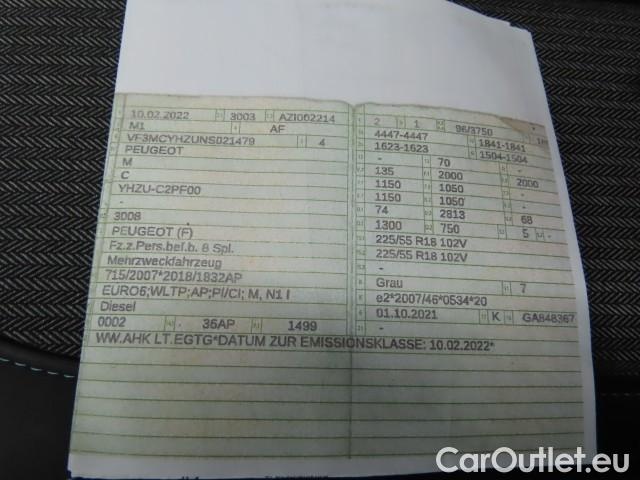 10.02.2022 3003 AZI002214
M1 AF
VF3MCYHZUNS021479 4
PEUGEOT
M
C
YHZU-C2PF00
-
3008
PEUGEOT (F)
Fz.z.Pers.bef.b. 8 Spl.
Mehrzweckfahrzeug
715/2007*2018/1832AP
EURO6;WLTP;AP;PI/CI; M, N1 I
Diesel
0002 - 36AP 1499
2 1 96/3750
4447-4447 1841-1841
1623-1623 1504-1504
- 70 -
135 2000 2000
1150 1050 -
1150 1050 -
74 2813 68
1300 750 5 -
225/55 R18 102V
225/55 R18 102V
-
Grau 7
e2*2007/46*0534*20
01.10.2021 K GA848367
WW.AHK LT.EGTG*DATUM ZUR EMISSIONSKLASSE: 10.02.2022*
CarOutlet.eu